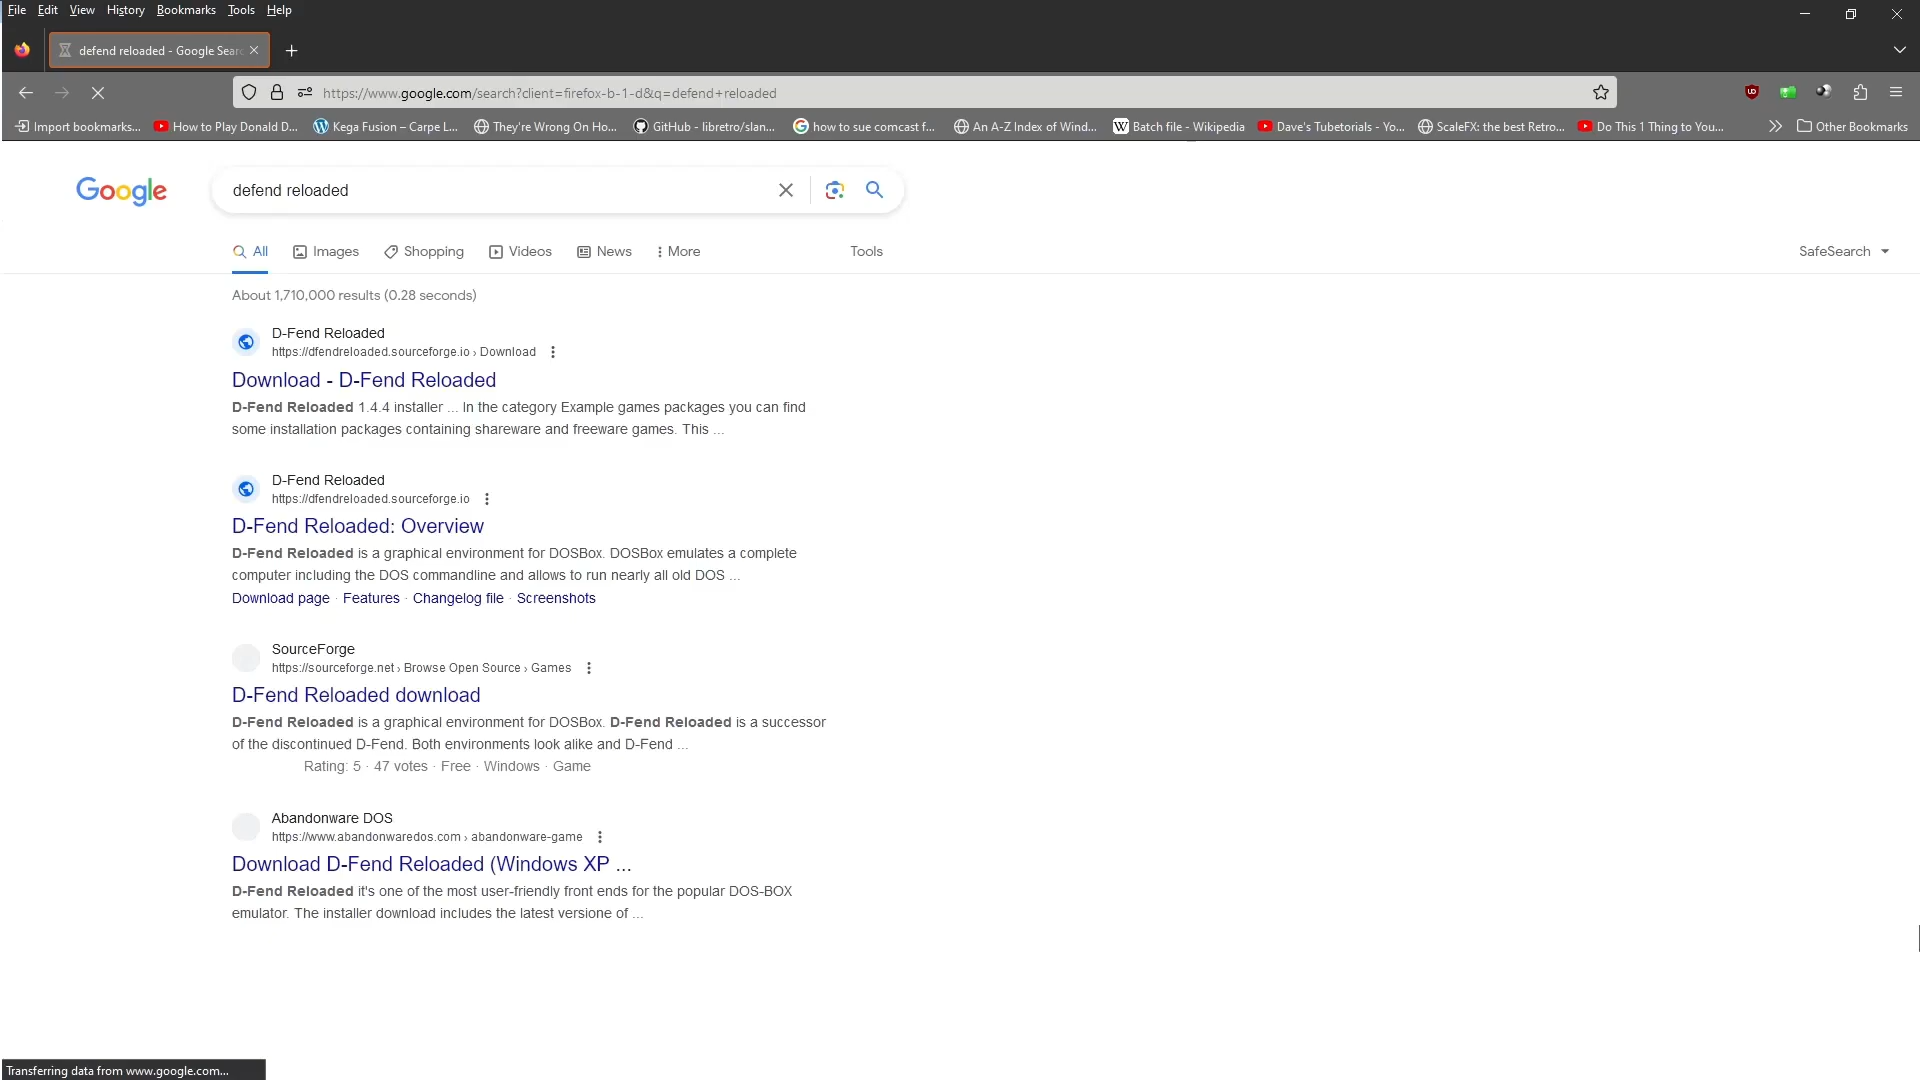 File Edit View History Bookmarks Tools Help
defend reloaded - Google Sear
https://www.google.com/search?client=firefox-b-1-d&q=defend+reloaded
Import bookmarks... How to Play Donald D... Kega Fusion – Carpe L... They're Wrong On Ho... GitHub - libretro/slan... how to sue comcast f... An A-Z Index of Wind... Batch file - Wikipedia Dave's Tubetorials - Yo... ScaleFX: the best Retro... Do This 1 Thing to You... Other Bookmarks
Google defend reloaded
All Images Shopping Videos News More Tools SafeSearch
About 1,710,000 results (0.28 seconds)
D-Fend Reloaded
https://dfendreloaded.sourceforge.io › Download
Download - D-Fend Reloaded
D-Fend Reloaded 1.4.4 installer ... In the category Example games packages you can find
some installation packages containing shareware and freeware games. This ...
D-Fend Reloaded
https://dfendreloaded.sourceforge.io
D-Fend Reloaded: Overview
D-Fend Reloaded is a graphical environment for DOSBox. DOSBox emulates a complete
computer including the DOS commandline and allows to run nearly all old DOS ...
Download page · Features · Changelog file · Screenshots
SourceForge
https://sourceforge.net › Browse Open Source › Games
D-Fend Reloaded download
D-Fend Reloaded is a graphical environment for DOSBox. D-Fend Reloaded is a successor
of the discontinued D-Fend. Both environments look alike and D-Fend ...
Rating: 5 · 47 votes · Free · Windows · Game
Abandonware DOS
https://www.abandonwaredos.com › abandonware-game
Download D-Fend Reloaded (Windows XP ...
D-Fend Reloaded it's one of the most user-friendly front ends for the popular DOS-BOX
emulator. The installer download includes the latest versione of ...
Transferring data from www.google.com...